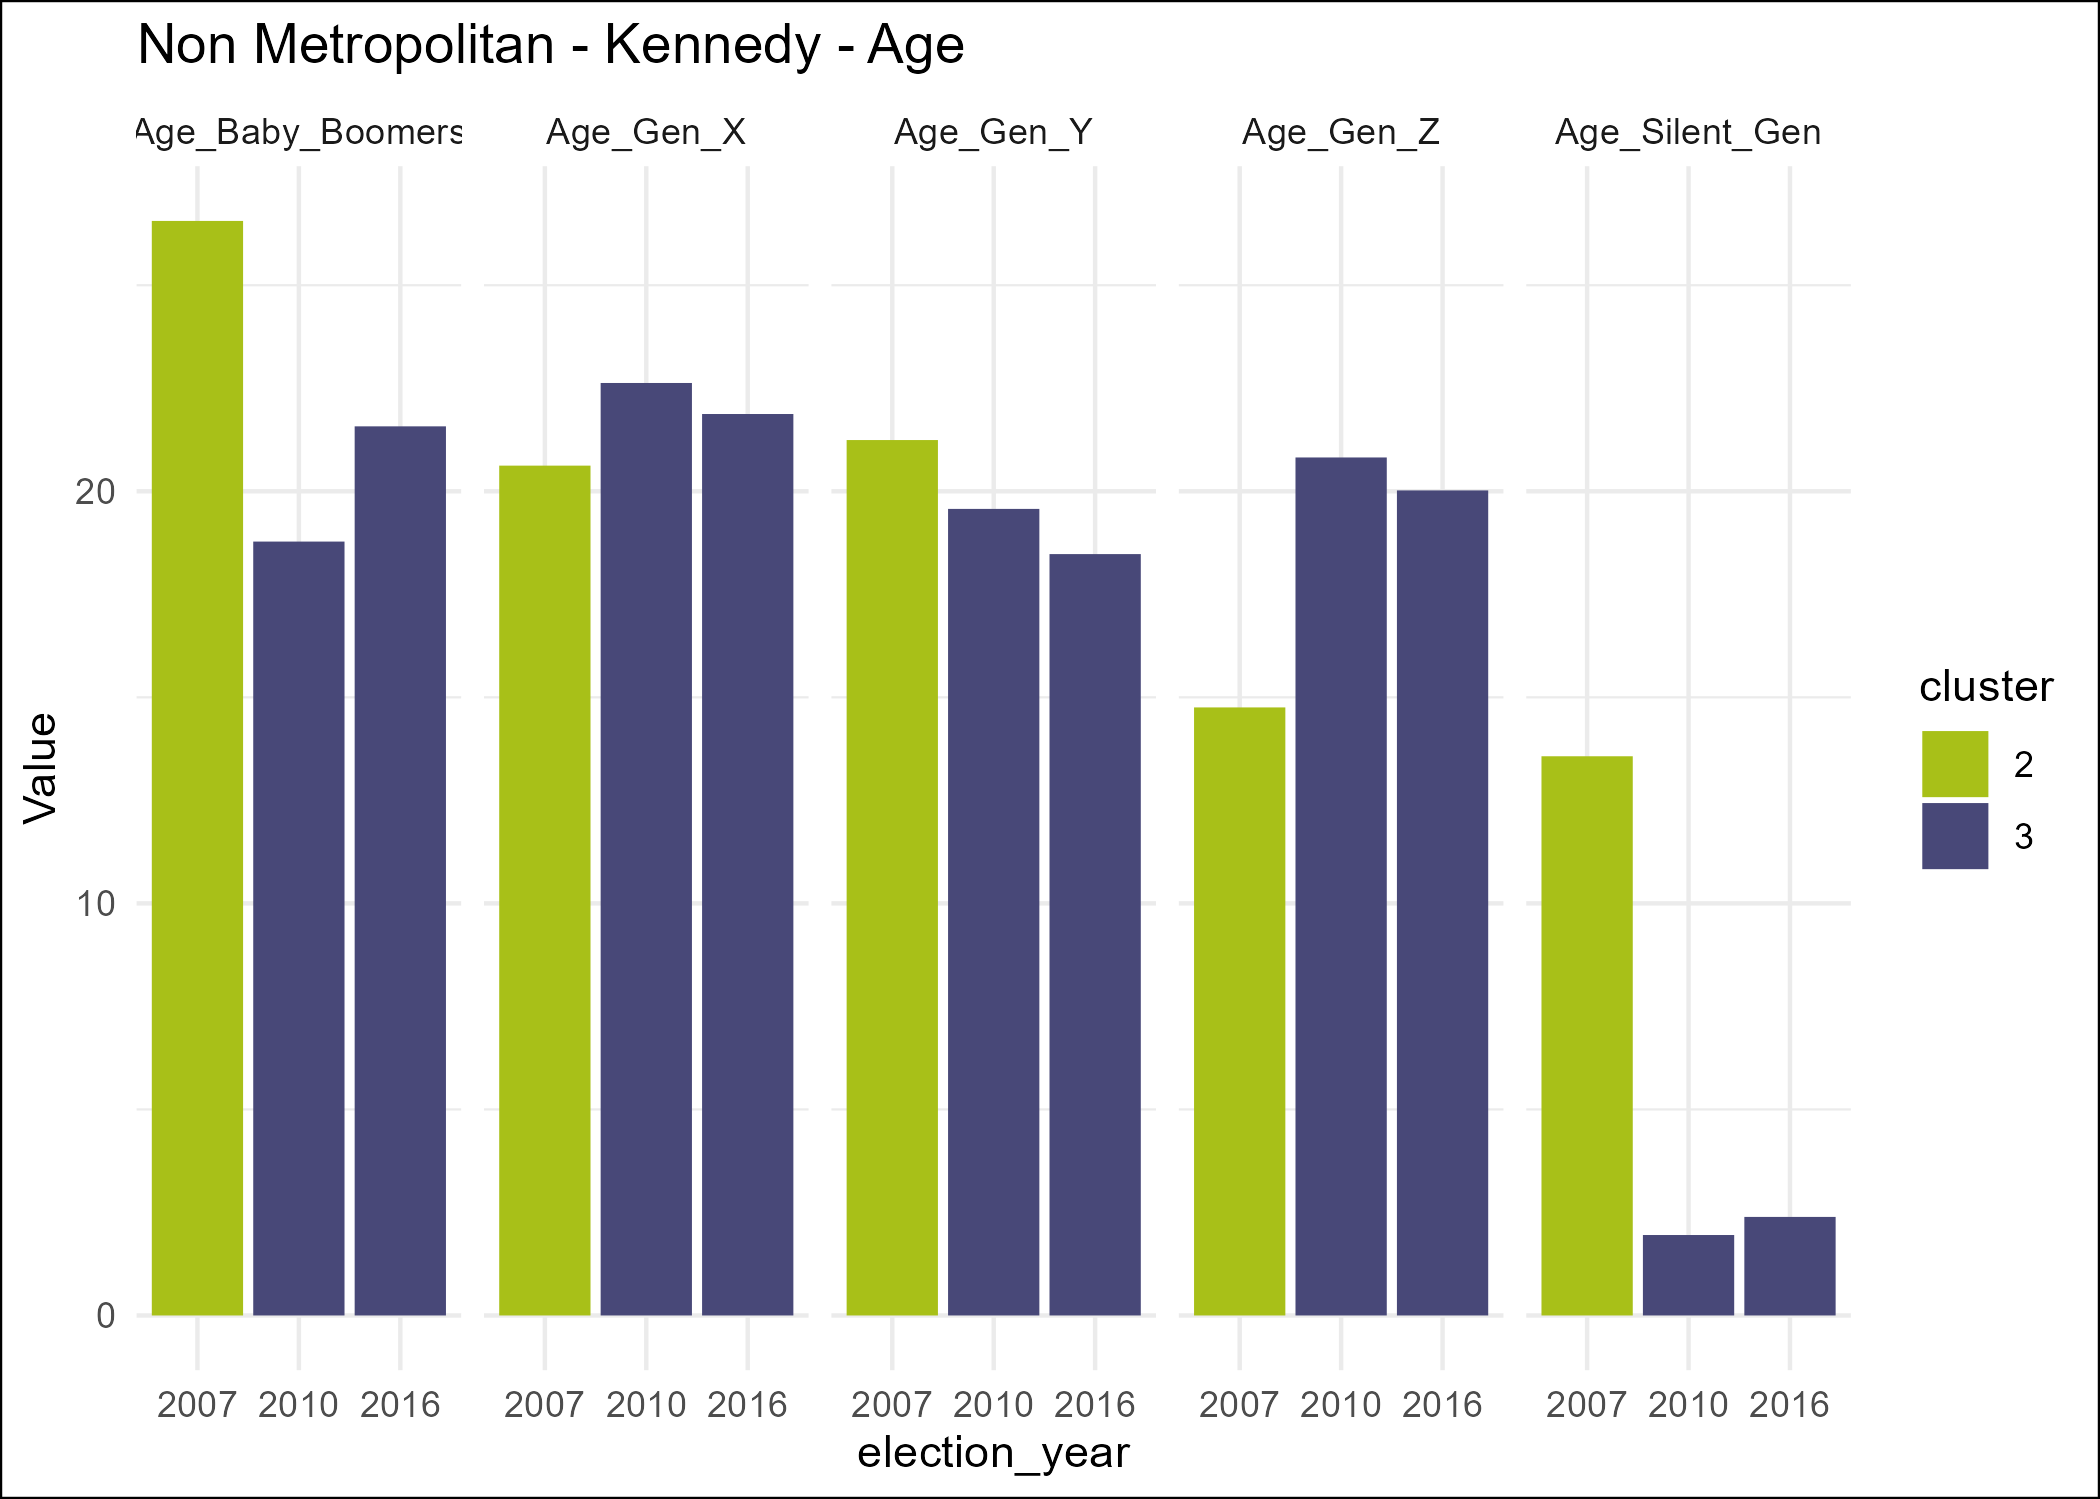 Non Metropolitan - Kennedy - Age
Age_Baby_Boomers Age_Gen_X Age_Gen_Y Age_Gen_Z Age_Silent_Gen
20
10
0
Value
2007 2010 2016 2007 2010 2016 2007 2010 2016 2007 2010 2016 2007 2010 2016
election_year
cluster
2
3